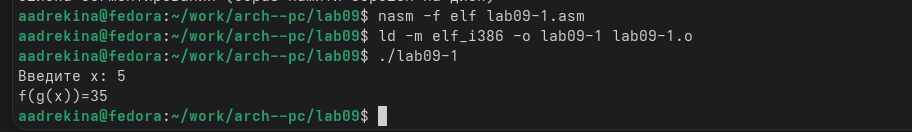 aadrekina@fedora:~/work/arch--pc/lab09$ nasm -f elf lab09-1.asm
aadrekina@fedora:~/work/arch--pc/lab09$ ld -m elf_i386 -o lab09-1 lab09-1.o
aadrekina@fedora:~/work/arch--pc/lab09$ ./lab09-1
Введите x: 5
f(g(x))=35
aadrekina@fedora:~/work/arch--pc/lab09$